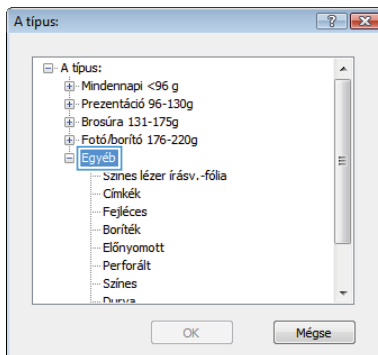 A típus:
A típus:
Mindennapi <96 g
Prezentáció 96-130g
Brosúra 131-175g
Fotó/borító 176-220g
Egyéb
Színes lézer írásv.-fólia
Címkék
Fejléces
Boríték
Előnyomott
Perforált
Színes
Durva
OK
Mégse